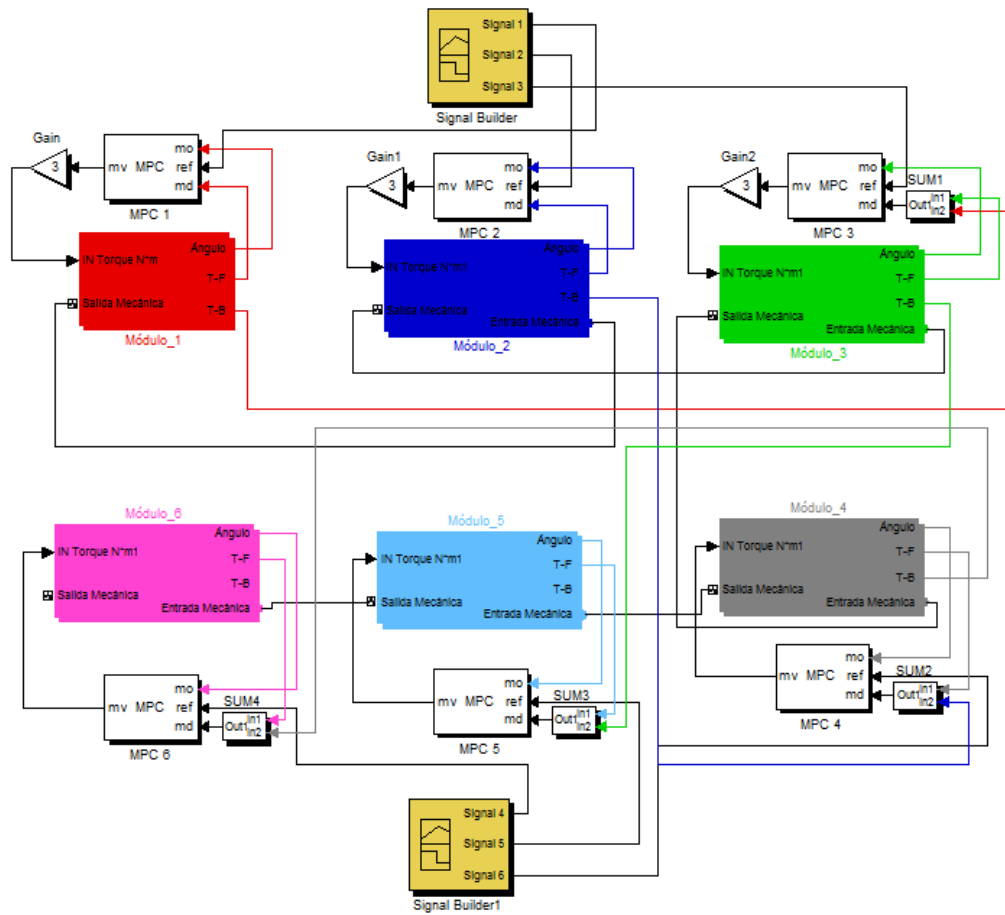 Signal 1
Signal 2
Signal 3
Signal Builder
Gain
3
mv MPC
mo
ref
md
MPC 1
Gain1
3
mv MPC
mo
ref
md
MPC 2
Gain2
3
mv MPC
mo
ref
md
MPC 3
SUM1
Out1
In1
In2
IN Torque N*m
Salida Mecánica
Ángulo
T-F
T-B
Módulo_1
IN Torque N*m1
Salida Mecánica
Ángulo
T-F
T-B
Entrada Mecánica
Módulo_2
IN Torque N*m1
Salida Mecánica
Ángulo
T-F
T-B
Entrada Mecánica
Módulo_3
Módulo_6
IN Torque N*m1
Salida Mecánica
Ángulo
T-F
T-B
Entrada Mecánica
Módulo_5
IN Torque N*m1
Salida Mecánica
Ángulo
T-F
T-B
Entrada Mecánica
Módulo_4
IN Torque N*m1
Salida Mecánica
Ángulo
T-F
T-B
Entrada Mecánica
mv MPC
mo
ref
md
MPC 6
SUM4
Out1
In1
In2
mv MPC
mo
ref
md
MPC 5
SUM3
Out1
In1
In2
mv MPC
mo
ref
md
MPC 4
SUM2
Out1
In1
In2
Signal 4
Signal 5
Signal 6
Signal Builder1